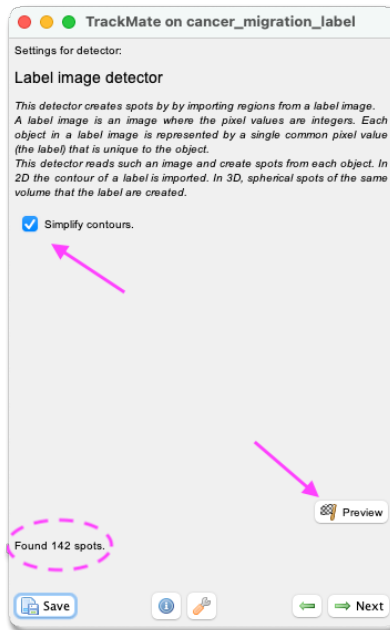 TrackMate on cancer_migration_label
Settings for detector:
Label image detector
This detector creates spots by by importing regions from a label image.
A label image is an image where the pixel values are integers. Each
object in a label image is represented by a single common pixel value
(the label) that is unique to the object.
This detector reads such an image and create spots from each object. In
2D the contour of a label is imported. In 3D, spherical spots of the same
volume that the label are created.
Simplify contours.
Preview
Found 142 spots.
Save
Next